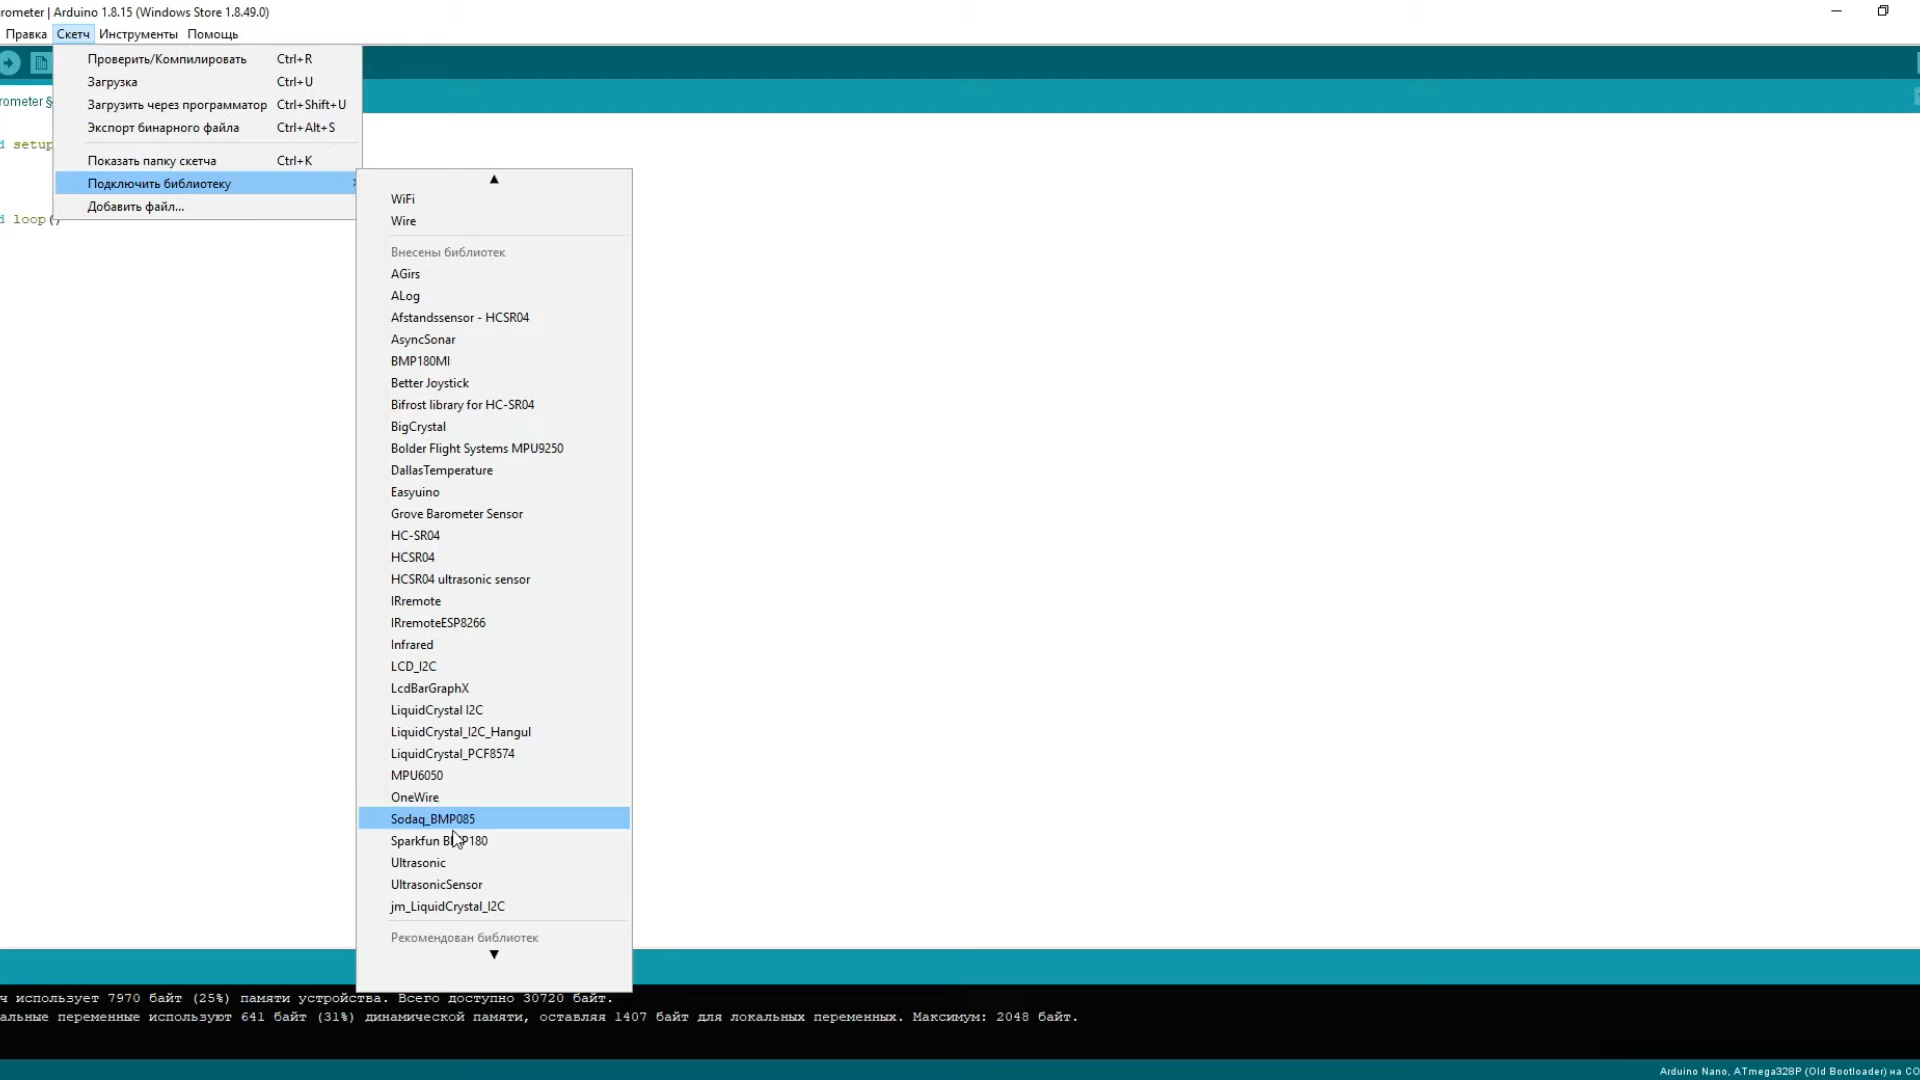 rometer | Arduino 1.8.15 (Windows Store 1.8.49.0)
Правка Скетч Инструменты Помощь
Проверить/Компилировать Ctrl+R
Загрузка Ctrl+U
Загрузить через программатор Ctrl+Shift+U
rometer §
Экспорт бинарного файла Ctrl+Alt+S
d setup
Показать папку скетча Ctrl+K
Подключить библиотеку
Добавить файл...
d loop()
WiFi
Wire
Внесены библиотек
AGirs
ALog
Afstandssensor - HCSR04
AsyncSonar
BMP180MI
Better Joystick
Bifrost library for HC-SR04
BigCrystal
Bolder Flight Systems MPU9250
DallasTemperature
Easyuino
Grove Barometer Sensor
HC-SR04
HCSR04
HCSR04 ultrasonic sensor
IRremote
IRremoteESP8266
Infrared
LCD_I2C
LcdBarGraphX
LiquidCrystal I2C
LiquidCrystal_I2C_Hangul
LiquidCrystal_PCF8574
MPU6050
OneWire
Sodaq_BMP085
Sparkfun BMP180
Ultrasonic
UltrasonicSensor
jm_LiquidCrystal_I2C
Рекомендован библиотек
ч использует 7970 байт (25%) памяти устройства. Всего доступно 30720 байт.
альные переменные используют 641 байт (31%) динамической памяти, оставляя 1407 байт для локальных переменных. Максимум: 2048 байт.
Arduino Nano, ATmega328P (Old Bootloader) на CO